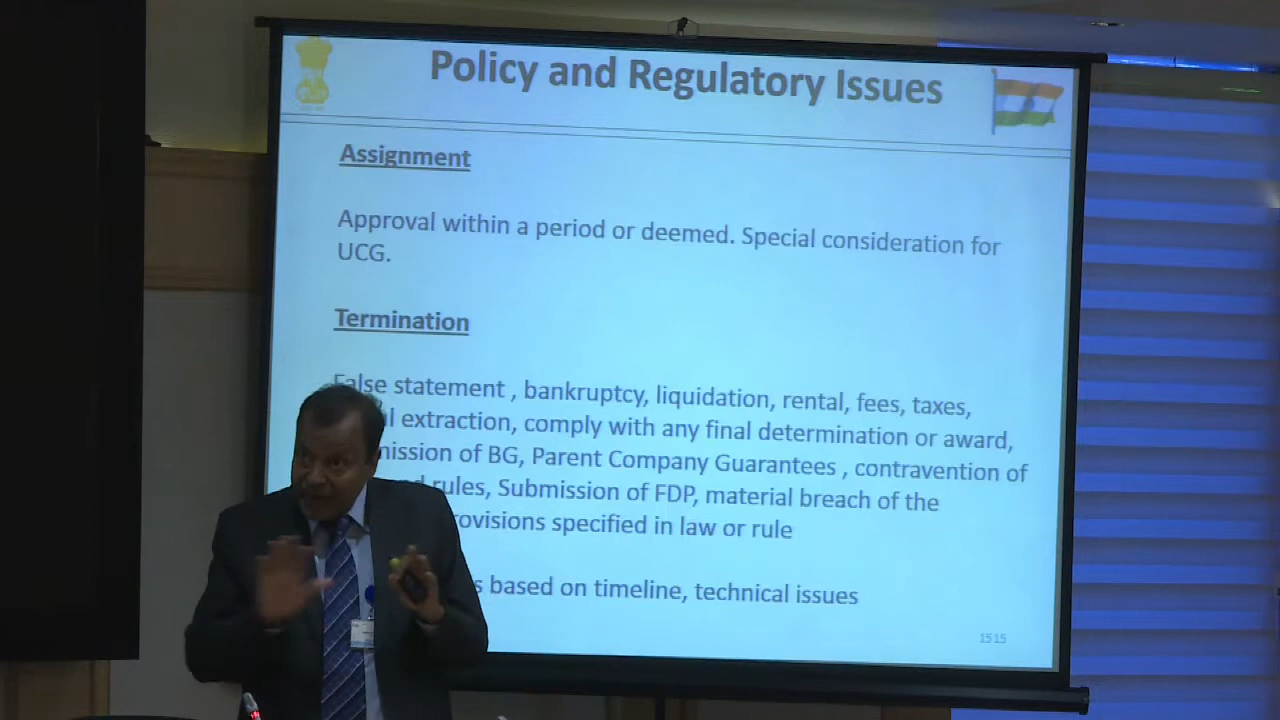 Policy and Regulatory Issues
Assignment
Approval within a period or deemed. Special consideration for
UCG.
Termination
False statement , bankruptcy, liquidation, rental, fees, taxes,
extraction, comply with any final determination or award,
of BG, Parent Company Guarantees , contravention of
rules, Submission of FDP, material breach of the
specified in law or rule
based on timeline, technical issues
1515